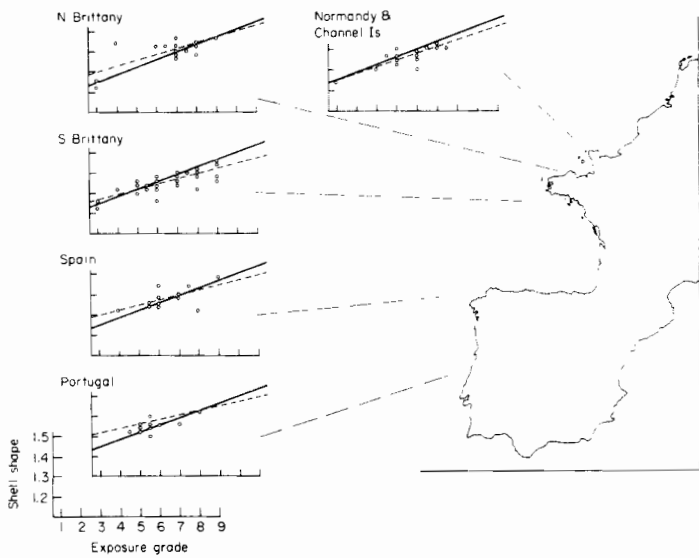 N Brittany
Normandy &
Channel Is
S Brittany
Spain
Portugal
Shell shape
1.5
1.4
1.3
1.2
1 2 3 4 5 6 7 8 9
Exposure grade